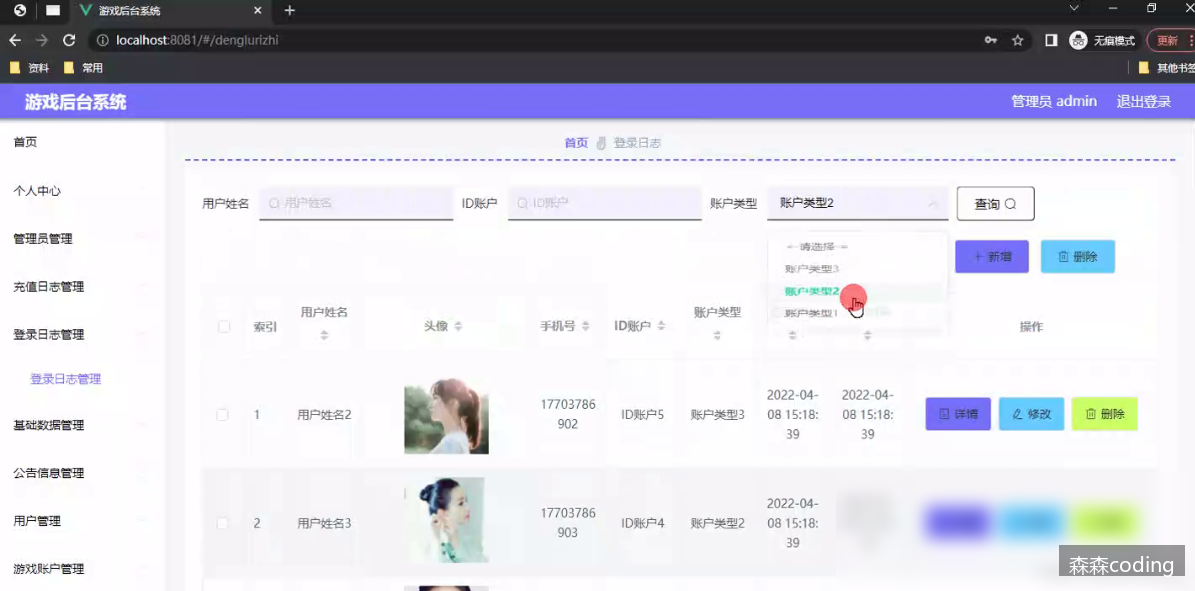 游戏后台系统
localhost:8081/#/denglurizhi
无痕模式
更新
资料
常用
其他书签
游戏后台系统
管理员 admin
退出登录
首页
首页
登录日志
个人中心
用户姓名
用户姓名
ID账户
ID账户
账户类型
账户类型2
查询
管理员管理
-- 请选择 --
账户类型3
账户类型2
账户类型1
+ 新增
删除
充值日志管理
登录日志管理
登录日志管理
基础数据管理
公告信息管理
用户管理
游戏账户管理
索引
用户姓名
头像
手机号
ID账户
账户类型
操作
1
用户姓名2
17703786
902
ID账户5
账户类型3
2022-04-
08 15:18:
39
2022-04-
08 15:18:
39
详情
修改
删除
2
用户姓名3
17703786
903
ID账户4
账户类型2
2022-04-
08 15:18:
39
森森coding